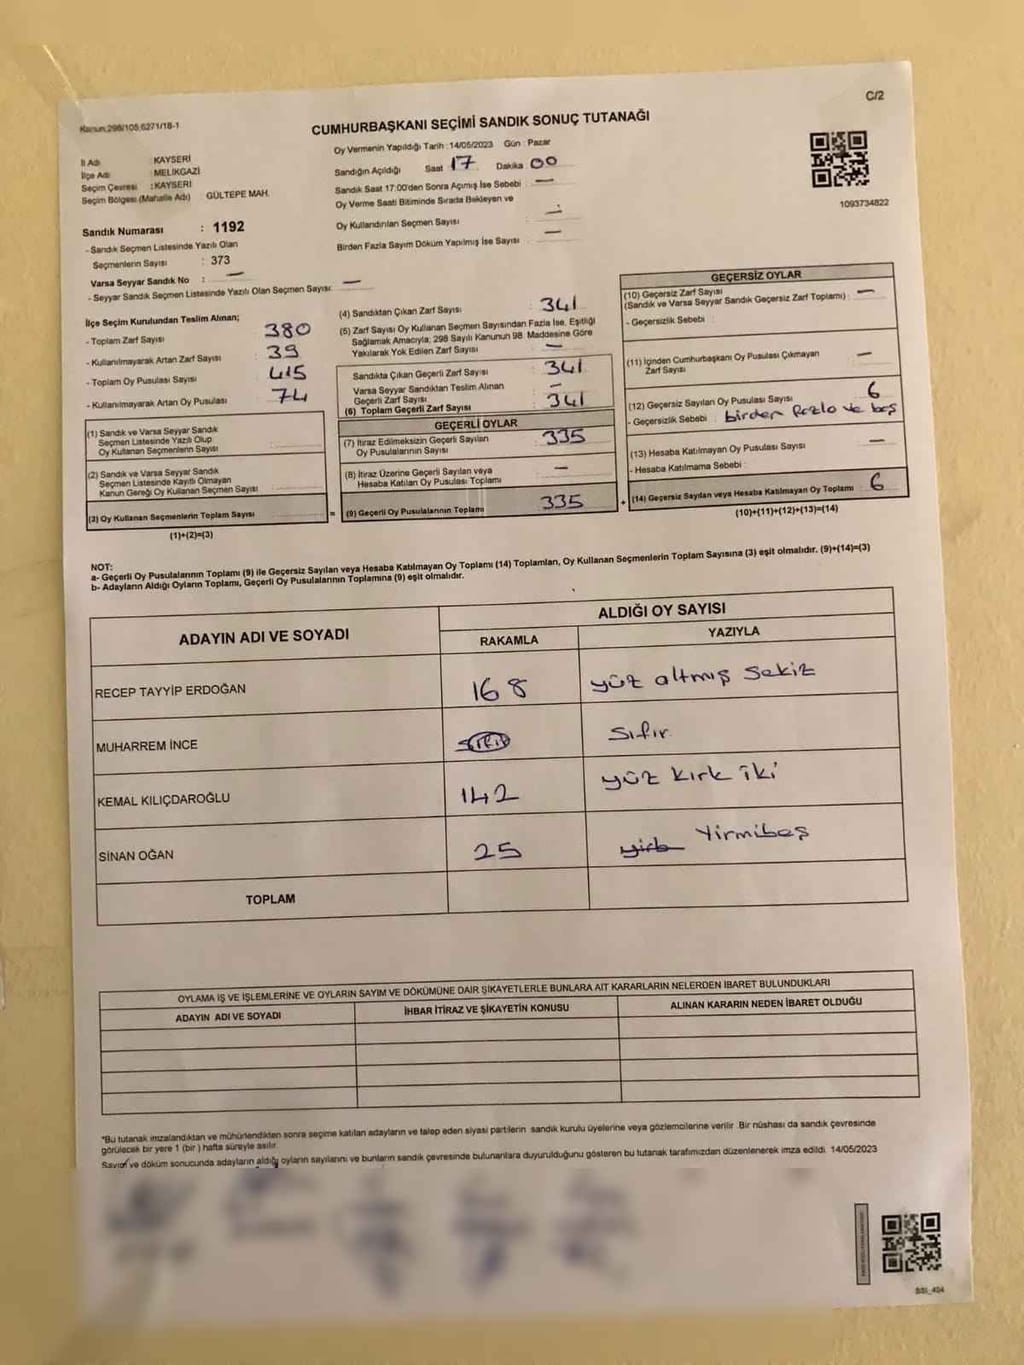 C/2
Kanun:298/105;6271/18-1
CUMHURBAŞKANI SEÇİMİ SANDIK SONUÇ TUTANAĞI
İl Adı : KAYSERİ
İlçe Adı : MELİKGAZİ
Seçim Çevresi : KAYSERİ
Seçim Bölgesi (Mahalle Adı) GÜLTEPE MAH.
Oy Vermenin Yapıldığı Tarih : 14/05/2023 Gün : Pazar
Sandığın Açıldığı Saat 17 Dakika 00
Sandık Saat 17:00'den Sonra Açımış İse Sebebi —
Oy Verme Saati Bitiminde Sırada Bekleyen ve
Oy Kullandırılan Seçmen Sayısı : —
Birden Fazla Sayım Döküm Yapılmış İse Sayısı : —
1093734822
Sandık Numarası : 1192
- Sandık Seçmen Listesinde Yazılı Olan
Seçmenlerin Sayısı : 373
Varsa Seyyar Sandık No : —
- Seyyar Sandık Seçmen Listesinde Yazılı Olan Seçmen Sayısı: —
İlçe Seçim Kurulundan Teslim Alınan;
- Toplam Zarf Sayısı : 380
- Kullanılmayarak Artan Zarf Sayısı : 39
- Toplam Oy Pusulası Sayısı : 415
- Kullanılmayarak Artan Oy Pusulası : 74
(1) Sandık ve Varsa Seyyar Sandık
Seçmen Listesinde Yazılı Olup
Oy Kullanan Seçmenlerin Sayısı
(2) Sandık ve Varsa Seyyar Sandık
Seçmen Listesinde Kayıtlı Olmayan
Kanun Gereği Oy Kullanan Seçmen Sayısı
(3) Oy Kullanan Seçmenlerin Toplam Sayısı
(1)+(2)=(3)
(4) Sandıktan Çıkan Zarf Sayısı : 341
(5) Zarf Sayısı Oy Kullanan Seçmen Sayısından Fazla İse, Eşitliği
Sağlamak Amacıyla; 298 Sayılı Kanunun 98. Maddesine Göre
Yakılarak Yok Edilen Zarf Sayısı : —
Sandıkta Çıkan Geçerli Zarf Sayısı : 341
Varsa Seyyar Sandıktan Teslim Alınan
Geçerli Zarf Sayısı : —
(6) Toplam Geçerli Zarf Sayısı : 341
GEÇERLİ OYLAR
(7) İtiraz Edilmeksizin Geçerli Sayılan
Oy Pusulalarının Sayısı : 335
(8) İtiraz Üzerine Geçerli Sayılan veya
Hesaba Katılan Oy Pusulası Toplamı : —
= (9) Geçerli Oy Pusulalarının Toplamı : 335
GEÇERSİZ OYLAR
(10) Geçersiz Zarf Sayısı
(Sandık ve Varsa Seyyar Sandık Geçersiz Zarf Toplamı) : —
- Geçersizlik Sebebi :
(11) İçinden Cumhurbaşkanı Oy Pusulası Çıkmayan
Zarf Sayısı : —
(12) Geçersiz Sayılan Oy Pusulası Sayısı : 6
- Geçersizlik Sebebi : birden fazla ve boş
(13) Hesaba Katılmayan Oy Pusulası Sayısı : —
- Hesaba Katılmama Sebebi :
+ (14) Geçersiz Sayılan veya Hesaba Katılmayan Oy Toplamı : 6
(10)+(11)+(12)+(13)=(14)
NOT:
a- Geçerli Oy Pusulalarının Toplamı (9) ile Geçersiz Sayılan veya Hesaba Katılmayan Oy Toplamı (14) Toplamları, Oy Kullanan Seçmenlerin Toplam Sayısına (3) eşit olmalıdır. (9)+(14)=(3)
b- Adayların Aldığı Oyların Toplamı, Geçerli Oy Pusulalarının Toplamına (9) eşit olmalıdır.
ADAYIN ADI VE SOYADI
ALDIĞI OY SAYISI
RAKAMLA YAZIYLA
RECEP TAYYİP ERDOĞAN 168 yüz altmış sekiz
MUHARREM İNCE Sıfır
KEMAL KILIÇDAROĞLU 142 yüz kırk iki
SİNAN OĞAN 25 Yirmibeş
TOPLAM
OYLAMA İŞ VE İŞLEMLERİNE VE OYLARIN SAYIM VE DÖKÜMÜNE DAİR ŞİKAYETLERLE BUNLARA AİT KARARLARIN NELERDEN İBARET BULUNDUKLARI
ADAYIN ADI VE SOYADI İHBAR İTİRAZ VE ŞİKAYETİN KONUSU ALINAN KARARIN NEDEN İBARET OLDUĞU
*Bu tutanak imzalandıktan ve mühürlendikten sonra seçime katılan adayların ve talep eden siyasi partilerin sandık kurulu üyelerine veya gözlemcilerine verilir. Bir nüshası da sandık çevresinde
görülecek bir yere 1 (bir) hafta süreyle asılır.
Sayım ve döküm sonucunda adayların aldığı oyların sayılarını ve bunların sandık çevresinde bulunanlara duyurulduğunu gösteren bu tutanak tarafımızdan düzenlenerek imza edildi. 14/05/2023